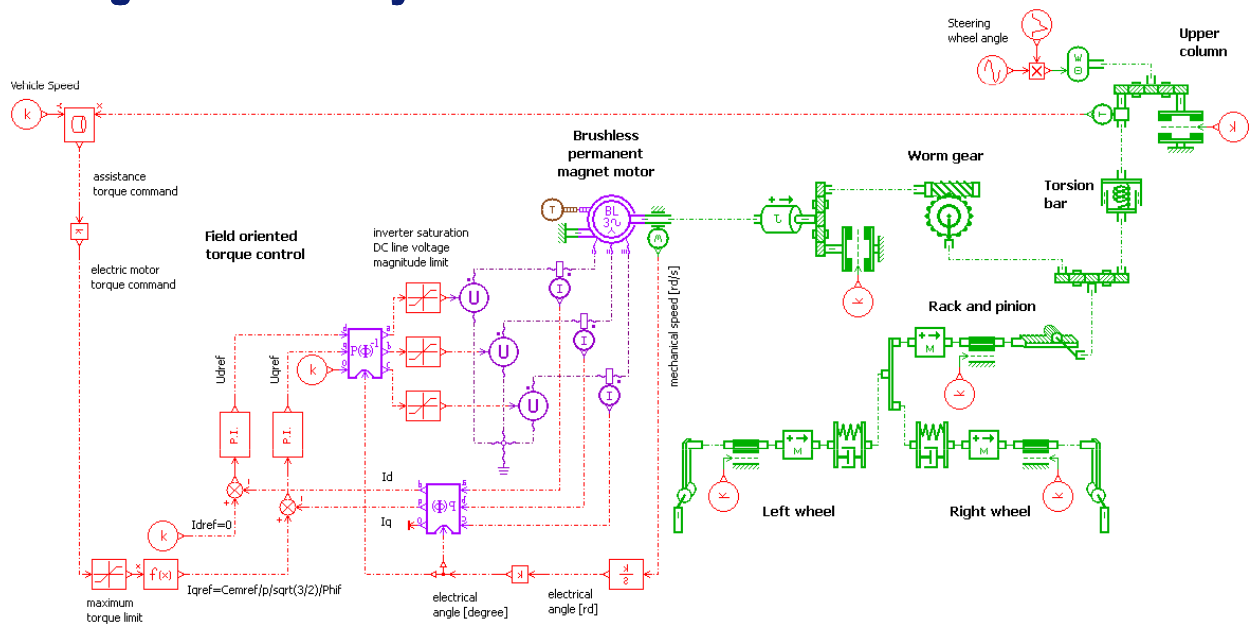 Steering
wheel angle
Upper
column
W
Θ
Vehicle Speed
k
Y
X
T
k
assistance
torque command
k
electric motor
torque command
Brushless
permanent
magnet motor
T
BL
3
W
Worm gear
τ
k
Torsion
bar
Field oriented
torque control
inverter saturation
DC line voltage
magnitude limit
U
I
U
I
U
I
P(Φ)-1
k
Udref
Uqref
P.I.
P.I.
mechanical speed [rd/s]
Rack and pinion
M
k
M
M
k
k
Left wheel
Right wheel
Id
Iq
P(Φ)
Idref=0
k
f(x)
Iqref=Cemref/p/sqrt(3/2)/Phif
maximum
torque limit
k
k
s
electrical
angle [degree]
electrical
angle [rd]